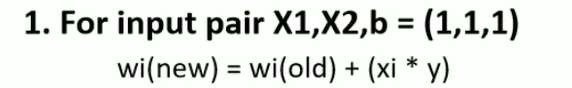 1. For input pair X1,X2,b = (1,1,1)
wi(new) = wi(old) + (xi * y)